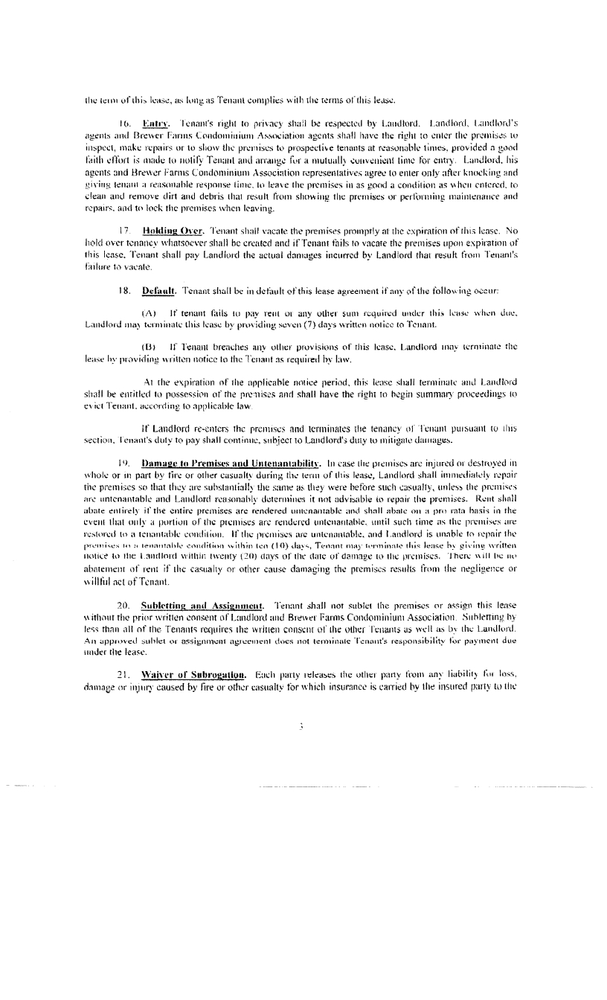 the term of this lease, as long as Tenant complies with the terms of this lease.
16. Entry. Tenant's right to privacy shall be respected by Landlord. Landlord, Landlord's
agents and Brewer Farms Condominium Association agents shall have the right to enter the premises to
inspect, make repairs or to show the premises to prospective tenants at reasonable times, provided a good
faith effort is made to notify Tenant and arrange for a mutually convenient time for entry. Landlord, his
agents and Brewer Farms Condominium Association representatives agree to enter only after knocking and
giving tenant a reasonable response time, to leave the premises in as good a condition as when entered, to
clean and remove dirt and debris that result from showing the premises or performing maintenance and
repairs, and to lock the premises when leaving.
17. Holding Over. Tenant shall vacate the premises promptly at the expiration of this lease. No
hold over tenancy whatsoever shall be created and if Tenant fails to vacate the premises upon expiration of
this lease, Tenant shall pay Landlord the actual damages incurred by Landlord that result from Tenant's
failure to vacate.
18. Default. Tenant shall be in default of this lease agreement if any of the following occur:
(A) If tenant fails to pay rent or any other sum required under this lease when due,
Landlord may terminate this lease by providing seven (7) days written notice to Tenant.
(B) If Tenant breaches any other provisions of this lease, Landlord may terminate the
lease by providing written notice to the Tenant as required by law.
At the expiration of the applicable notice period, this lease shall terminate and Landlord
shall be entitled to possession of the premises and shall have the right to begin summary proceedings to
evict Tenant, according to applicable law.
If Landlord re-enters the premises and terminates the tenancy of Tenant pursuant to this
section, Tenant's duty to pay shall continue, subject to Landlord's duty to mitigate damages.
19. Damage to Premises and Untenantability. In case the premises are injured or destroyed in
whole or in part by fire or other casualty during the term of this lease, Landlord shall immediately repair
the premises so that they are substantially the same as they were before such casualty, unless the premises
are untenantable and Landlord reasonably determines it not advisable to repair the premises. Rent shall
abate entirely if the entire premises are rendered untenantable and shall abate on a pro rata basis in the
event that only a portion of the premises are rendered untenantable, until such time as the premises are
restored to a tenantable condition. If the premises are untenantable, and Landlord is unable to repair the
premises to a tenantable condition within ten (10) days, Tenant may terminate this lease by giving written
notice to the Landlord within twenty (20) days of the date of damage to the premises. There will be no
abatement of rent if the casualty or other cause damaging the premises results from the negligence or
willful act of Tenant.
20. Subletting and Assignment. Tenant shall not sublet the premises or assign this lease
without the prior written consent of Landlord and Brewer Farms Condominium Association. Subletting by
less than all of the Tenants requires the written consent of the other Tenants as well as by the Landlord.
An approved sublet or assignment agreement does not terminate Tenant's responsibility for payment due
under the lease.
21. Waiver of Subrogation. Each party releases the other party from any liability for loss,
damage or injury caused by fire or other casualty for which insurance is carried by the insured party to the